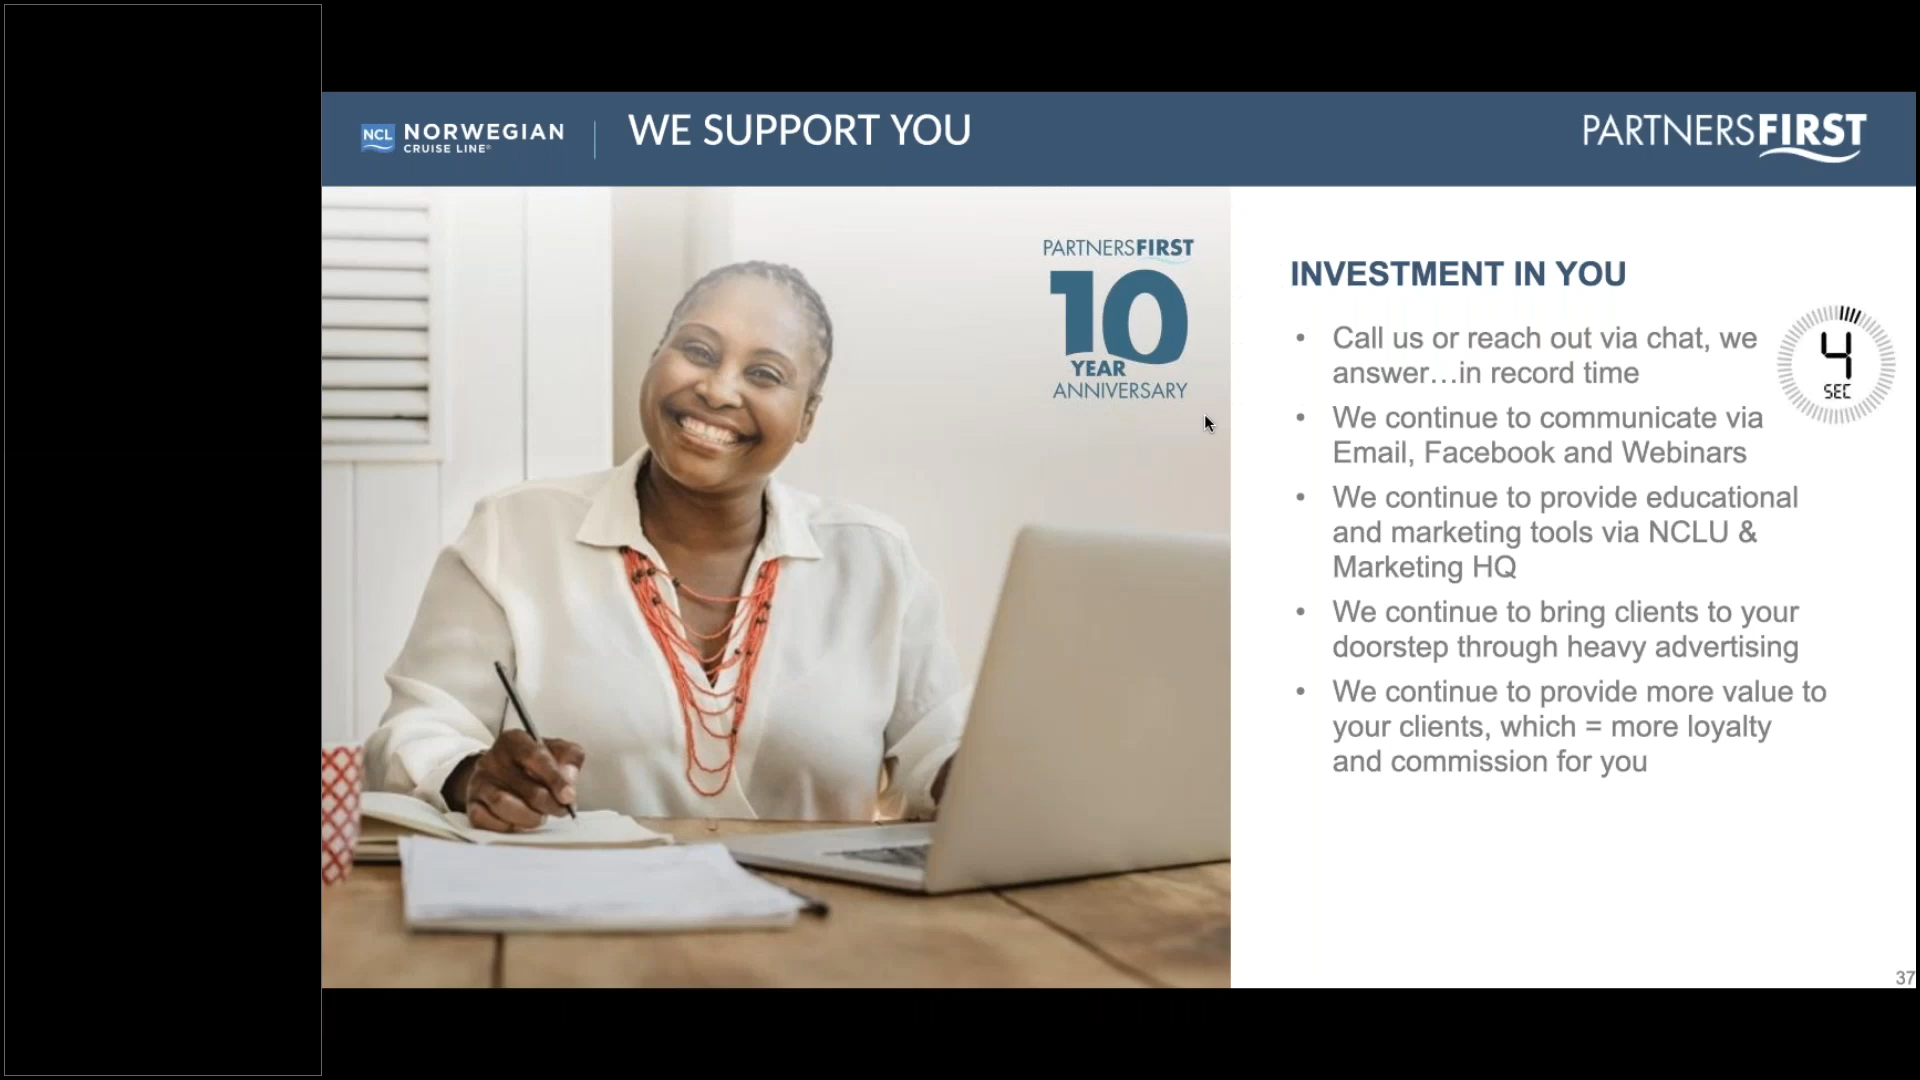 NCL NORWEGIAN
CRUISE LINE®
WE SUPPORT YOU
PARTNERSFIRST
PARTNERSFIRST
10
YEAR
ANNIVERSARY
INVESTMENT IN YOU
• Call us or reach out via chat, we
answer…in record time
4
SEC
• We continue to communicate via
Email, Facebook and Webinars
• We continue to provide educational
and marketing tools via NCLU &
Marketing HQ
• We continue to bring clients to your
doorstep through heavy advertising
• We continue to provide more value to
your clients, which = more loyalty
and commission for you
37